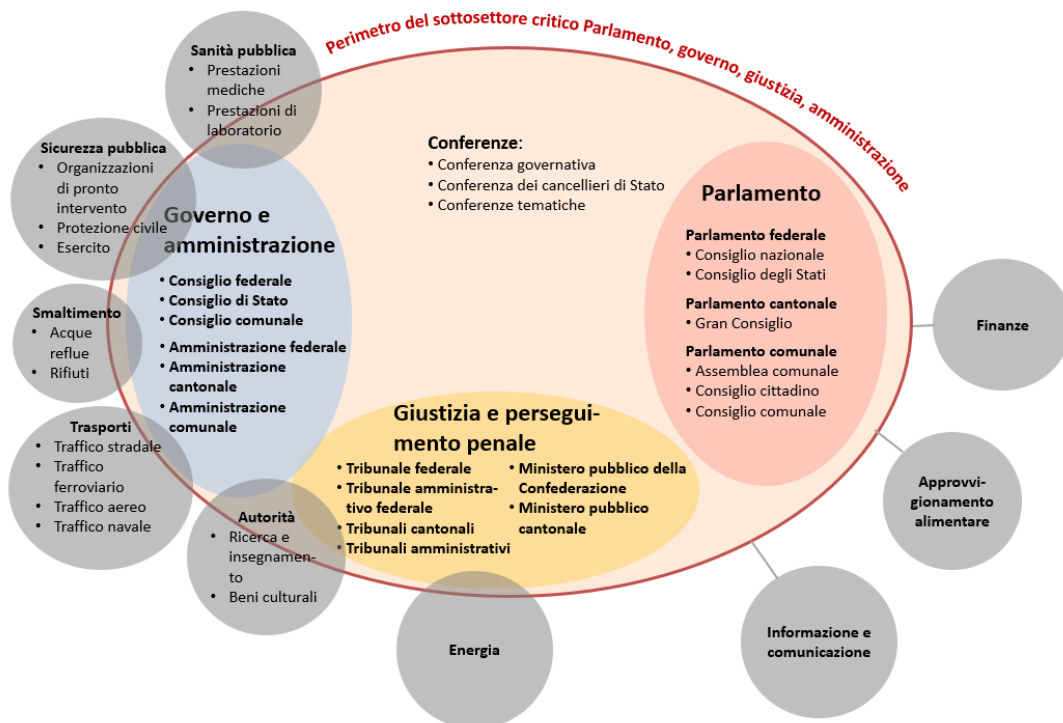 Perimetro del sottosettore critico Parlamento, governo, giustizia, amministrazione
Sanità pubblica
• Prestazioni
mediche
• Prestazioni di
laboratorio
Sicurezza pubblica
• Organizzazioni
di pronto
intervento
• Protezione civile
• Esercito
Smaltimento
• Acque
reflue
• Rifiuti
Trasporti
• Traffico stradale
• Traffico
ferroviario
• Traffico aereo
• Traffico navale
Autorità
• Ricerca e
insegnamen-
to
• Beni culturali
Governo e
amministrazione
• Consiglio federale
• Consiglio di Stato
• Consiglio comunale
• Amministrazione federale
• Amministrazione
cantonale
• Amministrazione
comunale
Conferenze:
• Conferenza governativa
• Conferenza dei cancellieri di Stato
• Conferenze tematiche
Parlamento
Parlamento federale
• Consiglio nazionale
• Consiglio degli Stati
Parlamento cantonale
• Gran Consiglio
Parlamento comunale
• Assemblea comunale
• Consiglio cittadino
• Consiglio comunale
Giustizia e persegui-
mento penale
• Tribunale federale
• Tribunale amministra-
tivo federale
• Tribunali cantonali
• Tribunali amministrativi
• Ministero pubblico della
Confederazione
• Ministero pubblico
cantonale
Finanze
Approvvi-
gionamento
alimentare
Informazione e
comunicazione
Energia